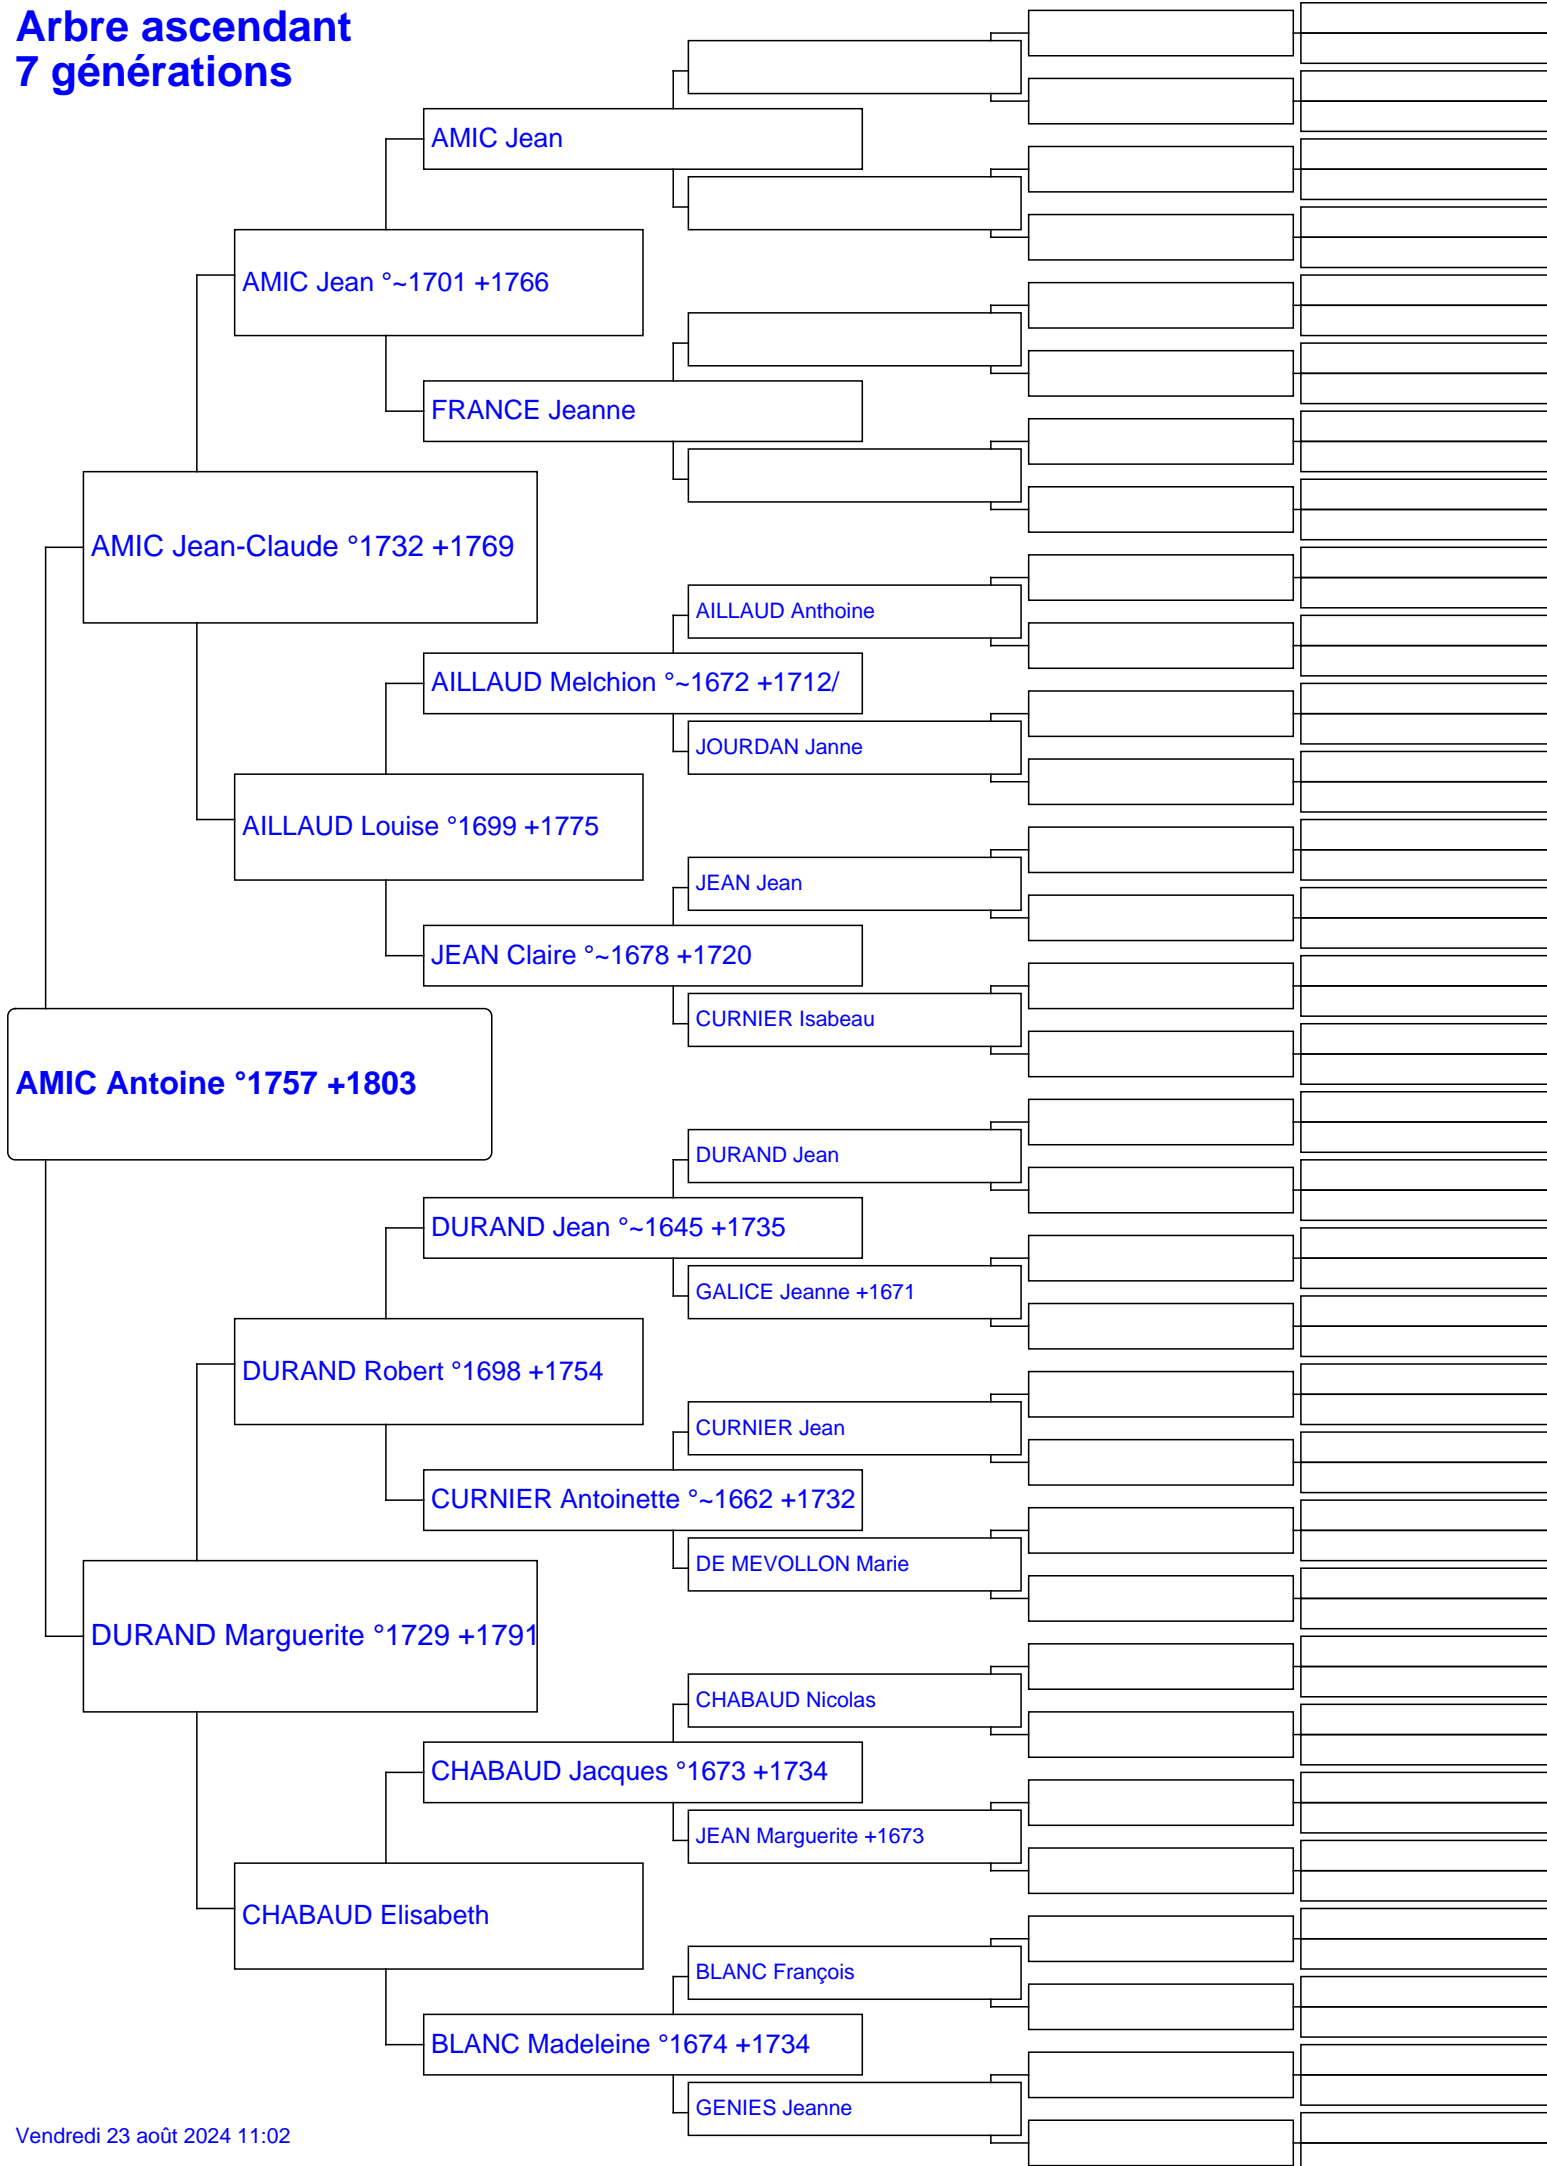 Arbre ascendant
7 générations
AMIC Jean
AMIC Jean °~1701 +1766
FRANCE Jeanne
AMIC Jean-Claude °1732 +1769
AILLAUD Anthoine
AILLAUD Melchion °~1672 +1712/
JOURDAN Janne
AILLAUD Louise °1699 +1775
JEAN Jean
JEAN Claire °~1678 +1720
CURNIER Isabeau
AMIC Antoine °1757 +1803
DURAND Jean
DURAND Jean °~1645 +1735
GALICE Jeanne +1671
DURAND Robert °1698 +1754
CURNIER Jean
CURNIER Antoinette °~1662 +1732
DE MEVOLLON Marie
DURAND Marguerite °1729 +1791
CHABAUD Nicolas
CHABAUD Jacques °1673 +1734
JEAN Marguerite +1673
CHABAUD Elisabeth
BLANC François
BLANC Madeleine °1674 +1734
GENIES Jeanne
Vendredi 23 août 2024 11:02